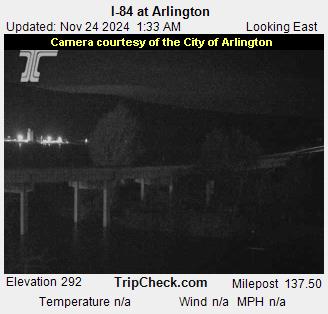 I-84 at Arlington
Updated: Nov 24 2024 1:33 AM Looking East
Camera courtesy of the City of Arlington
Elevation 292 TripCheck.com Milepost 137.50
Temperature n/a Wind n/a MPH n/a